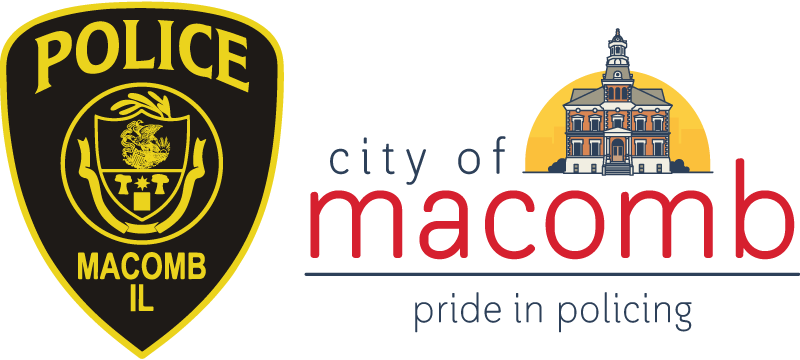 POLICE
MACOMB
IL
city of
macomb
pride in policing